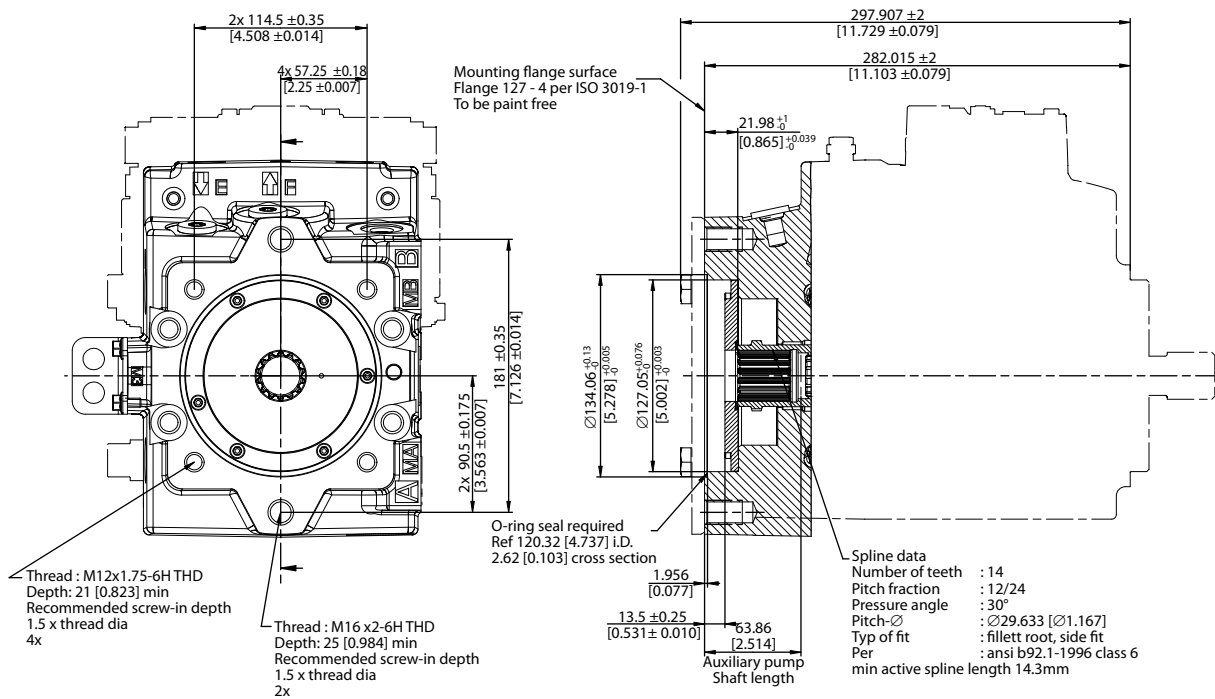 2x 114.5 ±0.35
[4.508 ±0.014]
4x 57.25 ±0.18
[2.25 ±0.007]
Mounting flange surface
Flange 127 - 4 per ISO 3019-1
To be paint free
297.907 ±2
[11.729 ±0.079]
282.015 ±2
[11.103 ±0.079]
21.98 +1 -0
[0.865] +0.039 -0
E
F
B
MB
EM
MA
A
181 ±0.35
[7.126 ±0.014]
2x 90.5 ±0.175
[3.563 ±0.007]
Ø134.06 +0.13 -0
[5.278] +0.005 -0
Ø127.05 +0.076 -0
[5.002] +0.003 -0
O-ring seal required
Ref 120.32 [4.737] i.D.
2.62 [0.103] cross section
1.956
[0.077]
13.5 ±0.25
[0.531± 0.010]
63.86
[2.514]
Auxiliary pump
Shaft length
Thread : M12x1.75-6H THD
Depth: 21 [0.823] min
Recommended screw-in depth
1.5 x thread dia
4x
Thread : M16 x2-6H THD
Depth: 25 [0.984] min
Recommended screw-in depth
1.5 x thread dia
2x
Spline data
Number of teeth : 14
Pitch fraction : 12/24
Pressure angle : 30°
Pitch-Ø : Ø29.633 [Ø1.167]
Typ of fit : fillett root, side fit
Per : ansi b92.1-1996 class 6
min active spline length 14.3mm